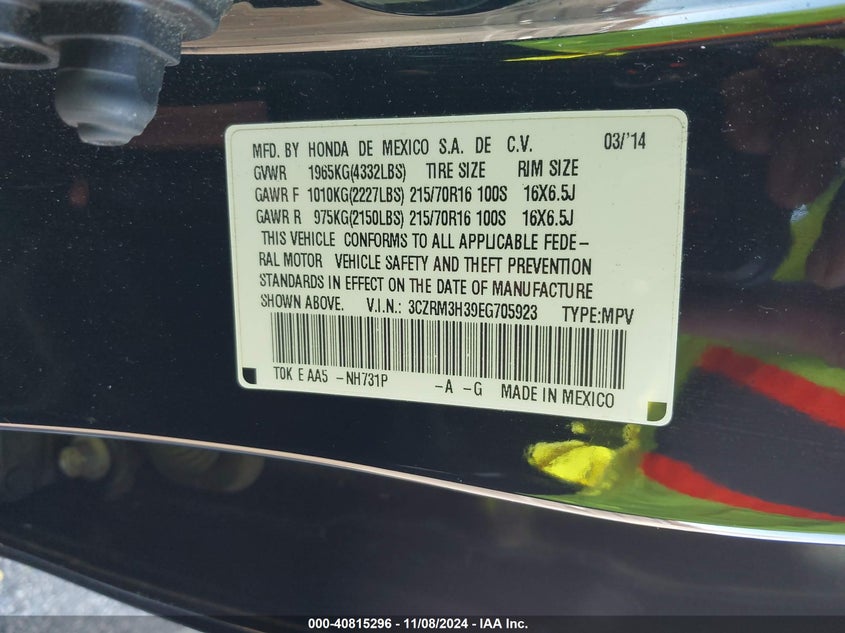 MFD. BY HONDA DE MEXICO S.A. DE C.V. 03/'14
GVWR 1965KG(4332LBS) TIRE SIZE RIM SIZE
GAWR F 1010KG(2227LBS) 215/70R16 100S 16X6.5J
GAWR R 975KG(2150LBS) 215/70R16 100S 16X6.5J
THIS VEHICLE CONFORMS TO ALL APPLICABLE FEDE-
RAL MOTOR VEHICLE SAFETY AND THEFT PREVENTION
STANDARDS IN EFFECT ON THE DATE OF MANUFACTURE
SHOWN ABOVE. V.I.N.: 3CZRM3H39EG705923 TYPE:MPV
T0K E AA5 -NH731P -A -G MADE IN MEXICO
000-40815296 - 11/08/2024 - IAA Inc.